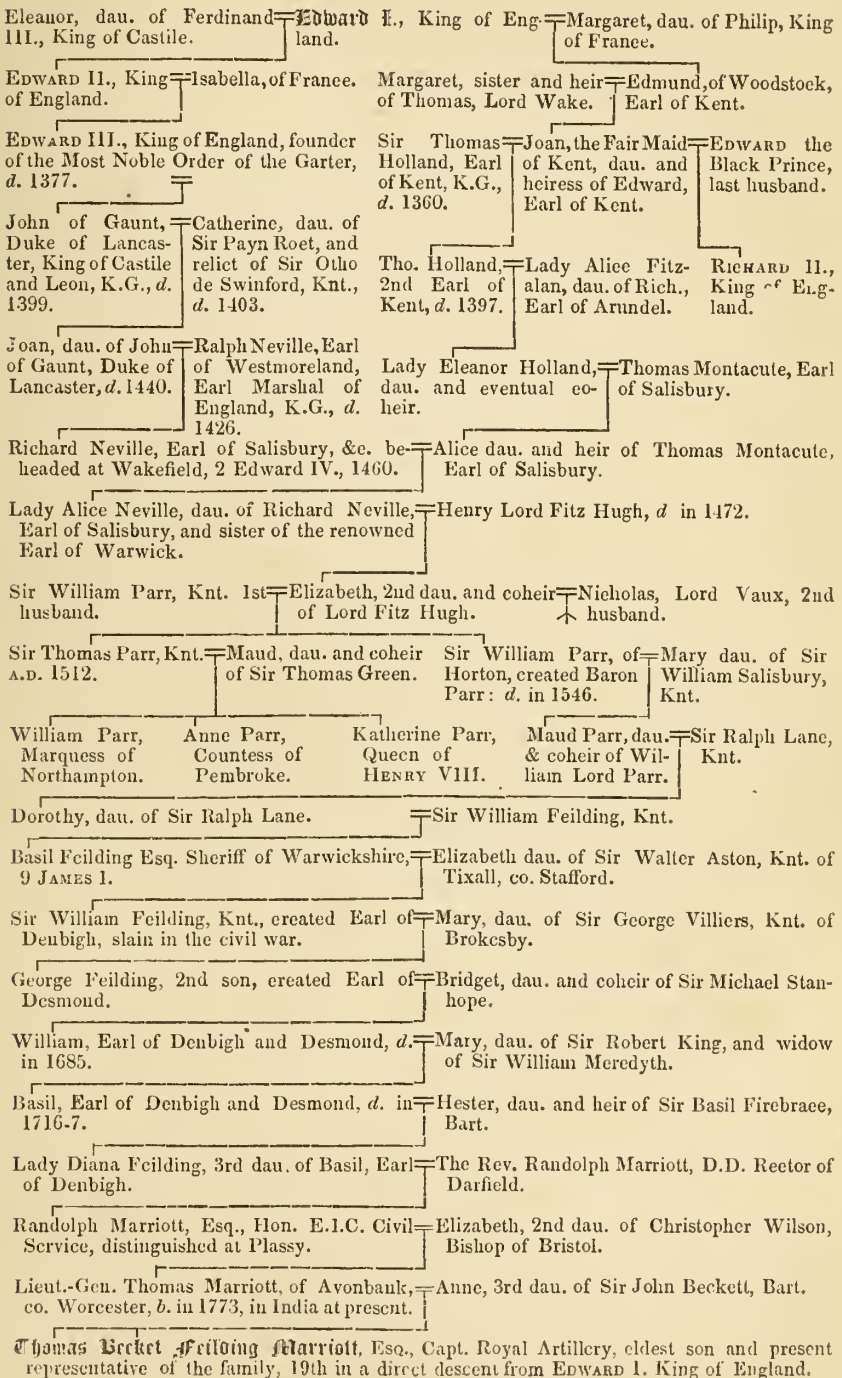 Eleanor, dau. of Ferdinand Edward I., King of Eng- Margaret, dau. of Philip, King
III., King of Castile. land. of France.
EDWARD II., King Isabella, of France.
of England.
Margaret, sister and heir Edmund, of Woodstock,
of Thomas, Lord Wake. Earl of Kent.
EDWARD III., King of England, founder
of the Most Noble Order of the Garter,
d. 1377.
Sir Thomas
Holland, Earl
of Kent, K.G.,
d. 1360.
Joan, the Fair Maid
of Kent, dau. and
heiress of Edward,
Earl of Kent.
EDWARD the
Black Prince,
last husband.
John of Gaunt,
Duke of Lancas-
ter, King of Castile
and Leon, K.G., d.
1399.
Catherine, dau. of
Sir Payn Roet, and
relict of Sir Otho
de Swinford, Knt.,
d. 1403.
Tho. Holland,
2nd Earl of
Kent, d. 1397.
Lady Alice Fitz-
alan, dau. of Rich.,
Earl of Arundel.
RICHARD II.,
King of Eng-
land.
Joan, dau. of John
of Gaunt, Duke of
Lancaster, d. 1440.
Ralph Neville, Earl
of Westmoreland,
Earl Marshal of
England, K.G., d.
1426.
Lady Eleanor Holland,
dau. and eventual co-
heir.
Thomas Montacute, Earl
of Salisbury.
Richard Neville, Earl of Salisbury, &c. be-
headed at Wakefield, 2 Edward IV., 1460.
Alice dau. and heir of Thomas Montacute,
Earl of Salisbury.
Lady Alice Neville, dau. of Richard Neville,
Earl of Salisbury, and sister of the renowned
Earl of Warwick.
Henry Lord Fitz Hugh, d in 1472.
Sir William Parr, Knt. 1st
husband.
Elizabeth, 2nd dau. and coheir
of Lord Fitz Hugh.
Nicholas, Lord Vaux, 2nd
husband.
Sir Thomas Parr, Knt.
A.D. 1512.
Maud, dau. and coheir
of Sir Thomas Green.
Sir William Parr, of
Horton, created Baron
Parr: d. in 1546.
Mary dau. of Sir
William Salisbury,
Knt.
William Parr,
Marquess of
Northampton.
Anne Parr,
Countess of
Pembroke.
Katherine Parr,
Queen of
HENRY VIII.
Maud Parr, dau.
& coheir of Wil-
liam Lord Parr.
Sir Ralph Lane,
Knt.
Dorothy, dau. of Sir Ralph Lane.
Sir William Feilding, Knt.
Basil Feilding Esq. Sheriff of Warwickshire,
9 JAMES I.
Elizabeth dau. of Sir Walter Aston, Knt. of
Tixall, co. Stafford.
Sir William Feilding, Knt., created Earl of
Denbigh, slain in the civil war.
Mary, dau. of Sir George Villiers, Knt. of
Brokesby.
George Feilding, 2nd son, created Earl of
Desmond.
Bridget, dau. and coheir of Sir Michael Stan-
hope.
William, Earl of Denbigh and Desmond, d.
in 1685.
Mary, dau. of Sir Robert King, and widow
of Sir William Meredyth.
Basil, Earl of Denbigh and Desmond, d. in
1716-7.
Hester, dau. and heir of Sir Basil Firebrace,
Bart.
Lady Diana Feilding, 3rd dau. of Basil, Earl
of Denbigh.
The Rev. Randolph Marriott, D.D. Rector of
Darfield.
Randolph Marriott, Esq., Hon. E.I.C. Civil
Service, distinguished at Plassy.
Elizabeth, 2nd dau. of Christopher Wilson,
Bishop of Bristol.
Lieut.-Gen. Thomas Marriott, of Avonbank,
co. Worcester, b. in 1773, in India at present.
Anne, 3rd dau. of Sir John Beckett, Bart.
Thomas Becket Feilding Marriott, Esq., Capt. Royal Artillery, eldest son and present
representative of the family, 19th in a direct descent from EDWARD I. King of England.